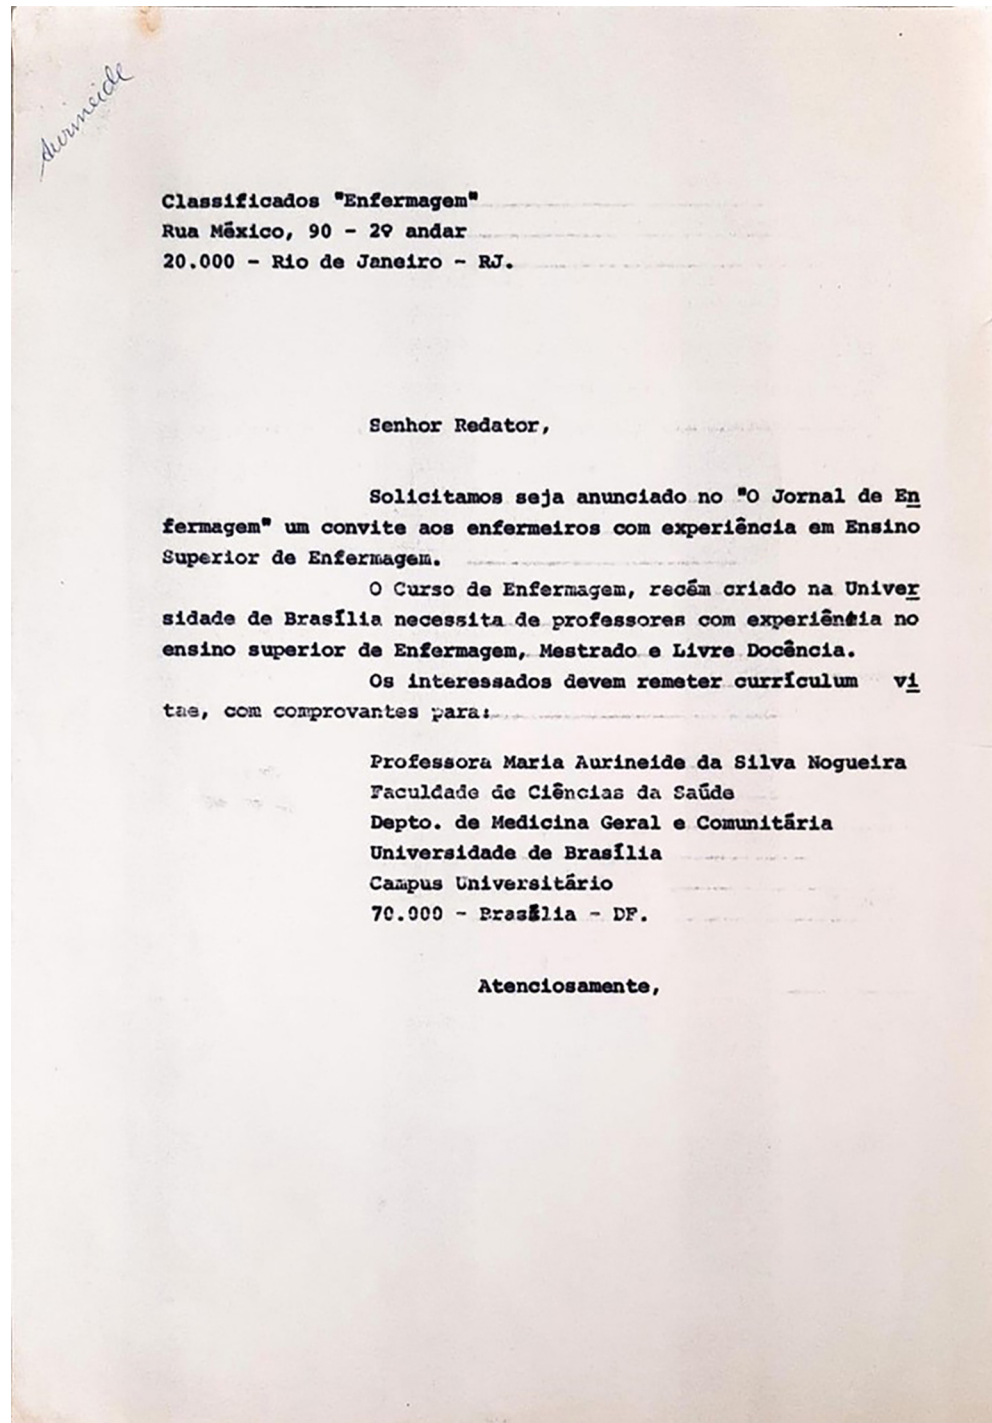 Aurineide
Classificados "Enfermagem"
Rua México, 90 - 2º andar
20.000 - Rio de Janeiro - RJ.
Senhor Redator,
Solicitamos seja anunciado no "O Jornal de En
fermagem" um convite aos enfermeiros com experiência em Ensino
Superior de Enfermagem.
O Curso de Enfermagem, recém criado na Univer
sidade de Brasília necessita de professores com experiência no
ensino superior de Enfermagem, Mestrado e Livre Docência.
Os interessados devem remeter currículum vi
tae, com comprovantes para:
Professora Maria Aurineide da Silva Nogueira
Faculdade de Ciências da Saúde
Depto. de Medicina Geral e Comunitária
Universidade de Brasília
Campus Universitário
70.000 - Brasília - DF.
Atenciosamente,